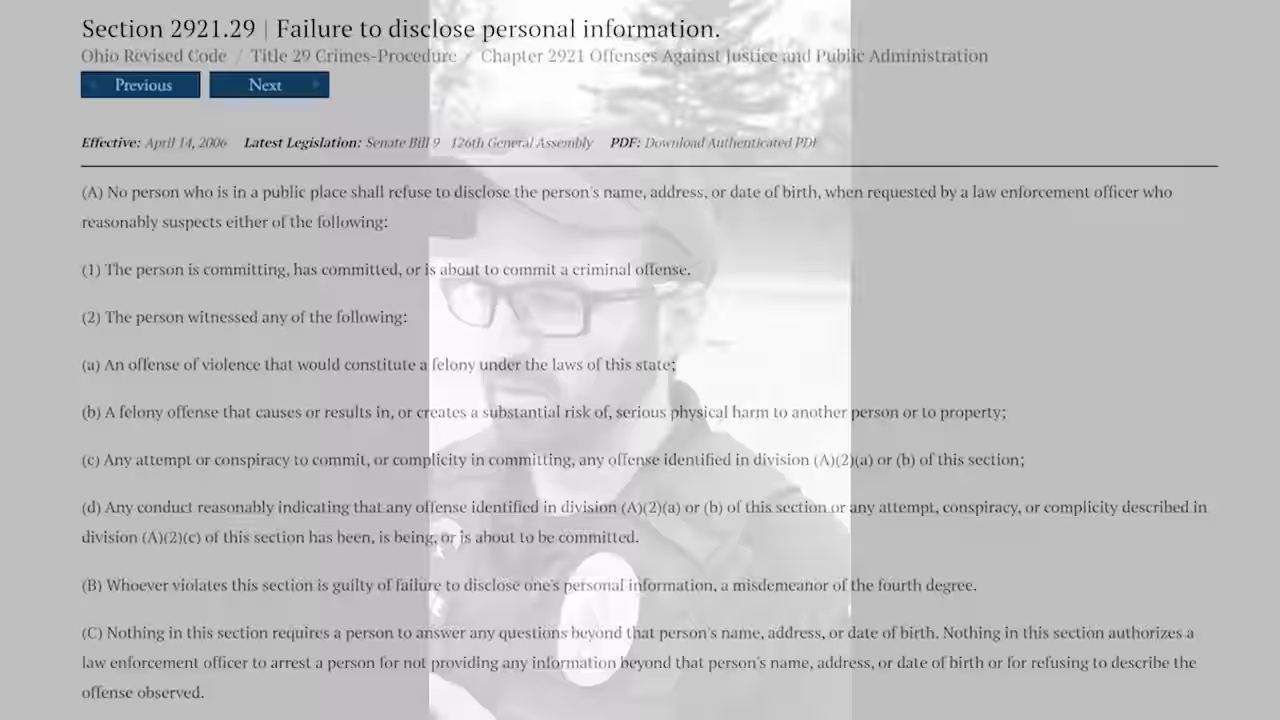 Section 2921.29 | Failure to disclose personal information.
Ohio Revised Code / Title 29 Crimes-Procedure / Chapter 2921 Offenses Against Justice and Public Administration
Previous Next
Effective: April 14, 2006 Latest Legislation: Senate Bill 9 126th General Assembly PDF: Download Authenticated PDF
(A) No person who is in a public place shall refuse to disclose the person's name, address, or date of birth, when requested by a law enforcement officer who
reasonably suspects either of the following:
(1) The person is committing, has committed, or is about to commit a criminal offense.
(2) The person witnessed any of the following:
(a) An offense of violence that would constitute a felony under the laws of this state;
(b) A felony offense that causes or results in, or creates a substantial risk of, serious physical harm to another person or to property;
(c) Any attempt or conspiracy to commit, or complicity in committing, any offense identified in division (A)(2)(a) or (b) of this section;
(d) Any conduct reasonably indicating that any offense identified in division (A)(2)(a) or (b) of this section or any attempt, conspiracy, or complicity described in
division (A)(2)(c) of this section has been, is being, or is about to be committed.
(B) Whoever violates this section is guilty of failure to disclose one's personal information, a misdemeanor of the fourth degree.
(C) Nothing in this section requires a person to answer any questions beyond that person's name, address, or date of birth. Nothing in this section authorizes a
law enforcement officer to arrest a person for not providing any information beyond that person's name, address, or date of birth or for refusing to describe the
offense observed.